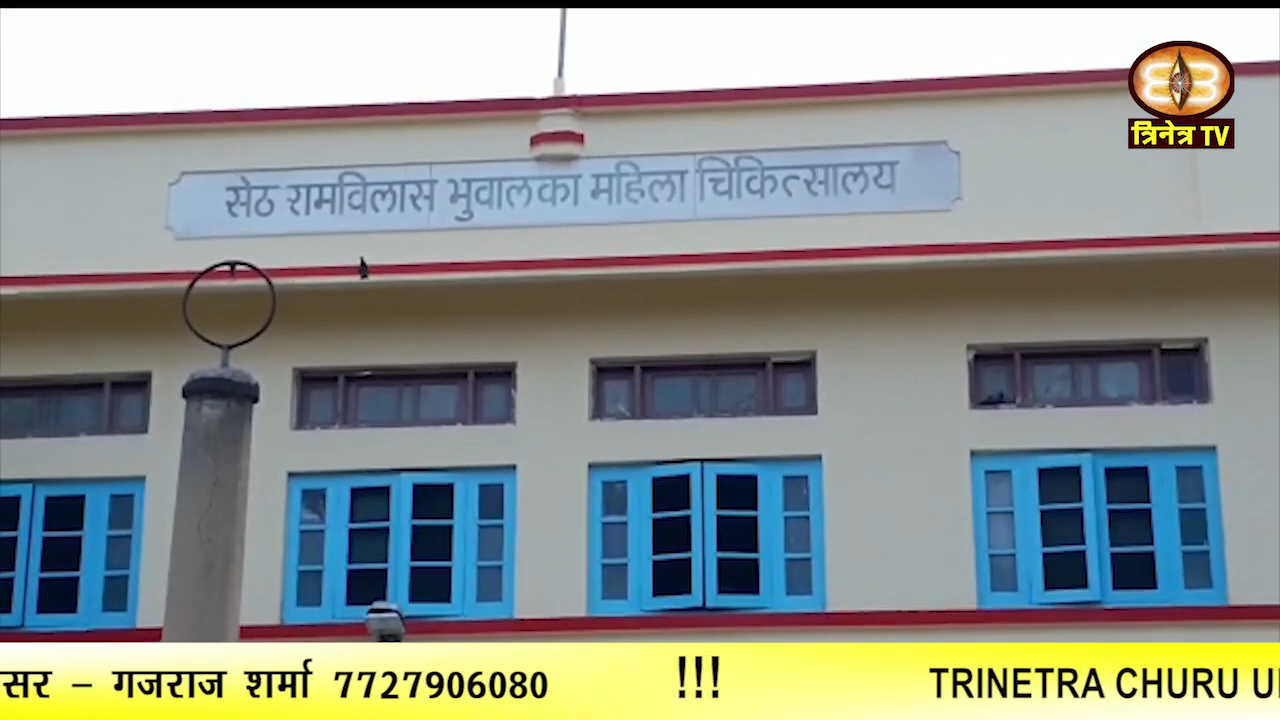 त्रिनेत्र TV
सेठ रामविलास भुवालका महिला चिकित्सालय
सर - गजराज शर्मा 7727906080 !!! TRINETRA CHURU